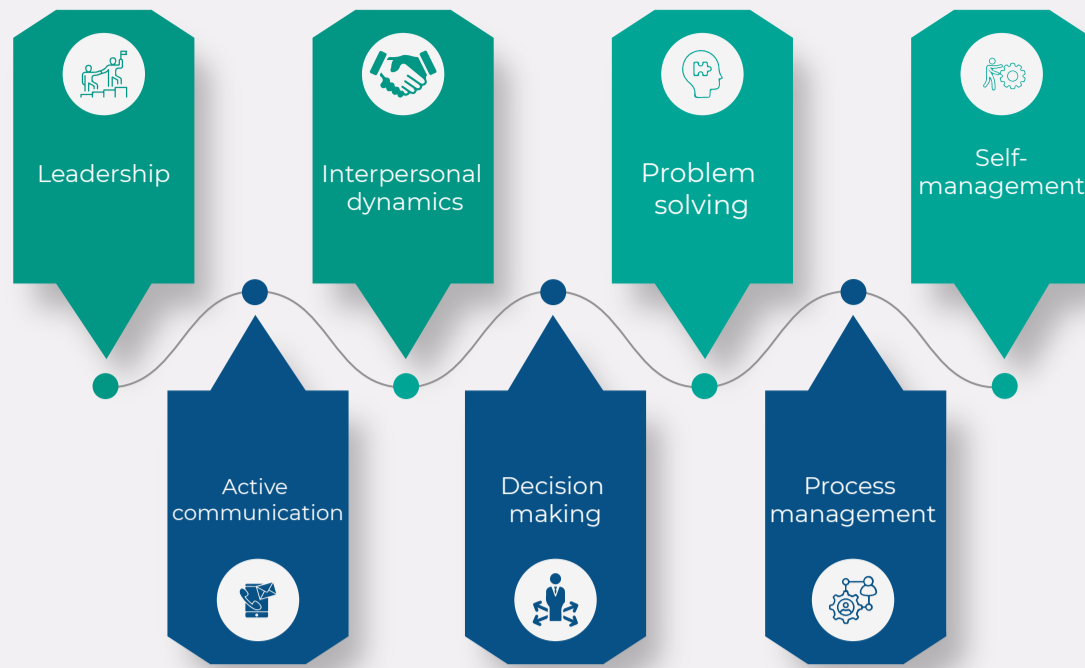 Leadership
Interpersonal
dynamics
Problem
solving
Self-
management
Active
communication
Decision
making
Process
management